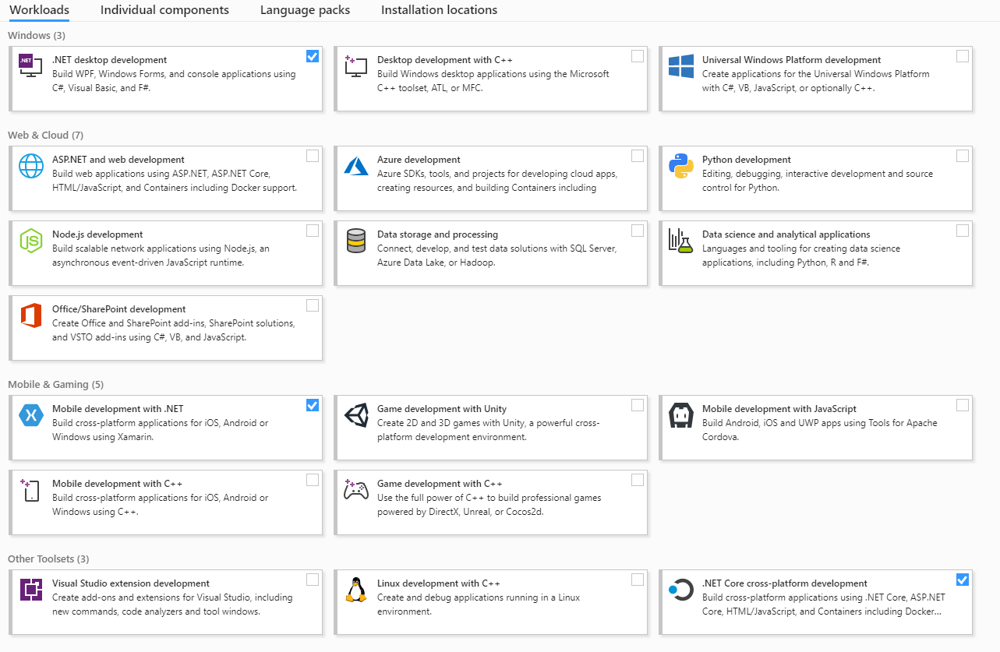 Workloads Individual components Language packs Installation locations
Windows (3)
.NET
.NET desktop development
Build WPF, Windows Forms, and console applications using
C#, Visual Basic, and F#.
Desktop development with C++
Build Windows desktop applications using the Microsoft
C++ toolset, ATL, or MFC.
Universal Windows Platform development
Create applications for the Universal Windows Platform
with C#, VB, JavaScript, or optionally C++.
Web & Cloud (7)
ASP.NET and web development
Build web applications using ASP.NET, ASP.NET Core,
HTML/JavaScript, and Containers including Docker support.
Azure development
Azure SDKs, tools, and projects for developing cloud apps,
creating resources, and building Containers including
Python development
Editing, debugging, interactive development and source
control for Python.
JS
Node.js development
Build scalable network applications using Node.js, an
asynchronous event-driven JavaScript runtime.
Data storage and processing
Connect, develop, and test data solutions with SQL Server,
Azure Data Lake, or Hadoop.
Data science and analytical applications
Languages and tooling for creating data science
applications, including Python, R and F#.
Office/SharePoint development
Create Office and SharePoint add-ins, SharePoint solutions,
and VSTO add-ins using C#, VB, and JavaScript.
Mobile & Gaming (5)
Mobile development with .NET
Build cross-platform applications for iOS, Android or
Windows using Xamarin.
Game development with Unity
Create 2D and 3D games with Unity, a powerful cross-
platform development environment.
Mobile development with JavaScript
Build Android, iOS and UWP apps using Tools for Apache
Cordova.
Mobile development with C++
Build cross-platform applications for iOS, Android or
Windows using C++.
Game development with C++
Use the full power of C++ to build professional games
powered by DirectX, Unreal, or Cocos2d.
Other Toolsets (3)
Visual Studio extension development
Create add-ons and extensions for Visual Studio, including
new commands, code analyzers and tool windows.
Linux development with C++
Create and debug applications running in a Linux
environment.
.NET Core cross-platform development
Build cross-platform applications using .NET Core, ASP.NET
Core, HTML/JavaScript, and Containers including Docker...